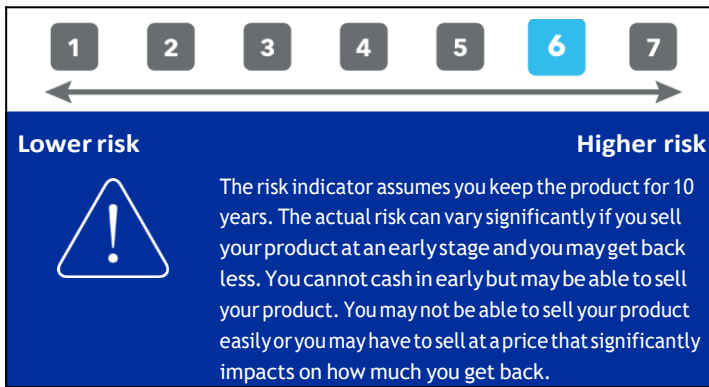 1 2 3 4 5 6 7
Lower risk Higher risk
The risk indicator assumes you keep the product for 10
years. The actual risk can vary significantly if you sell
your product at an early stage and you may get back
less. You cannot cash in early but may be able to sell
your product. You may not be able to sell your product
easily or you may have to sell at a price that significantly
impacts on how much you get back.